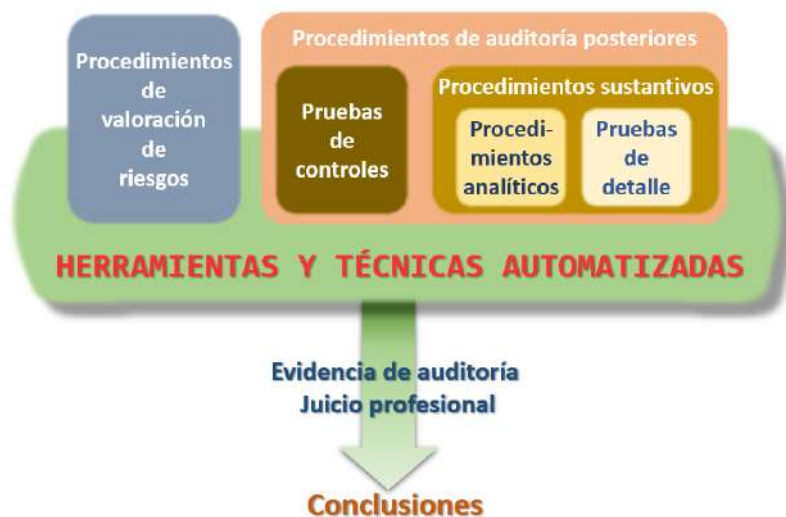 Procedimientos
de
valoración
de
riesgos
Procedimientos de auditoría posteriores
Pruebas
de
controles
Procedimientos sustantivos
Procedi-
mientos
analíticos
Pruebas
de
detalle
HERRAMIENTAS Y TÉCNICAS AUTOMATIZADAS
Evidencia de auditoría
Juicio profesional
Conclusiones